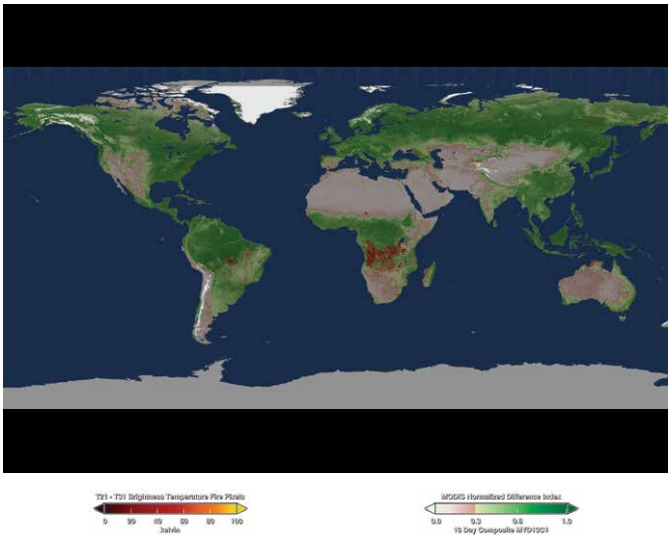 T21 - T31 Brightness Temperature Fire Pixels
0 20 40 60 80 100
kelvin
MODIS Normalized Difference Index
0.0 0.3 0.6 1.0
16 Day Composite MYD13C1